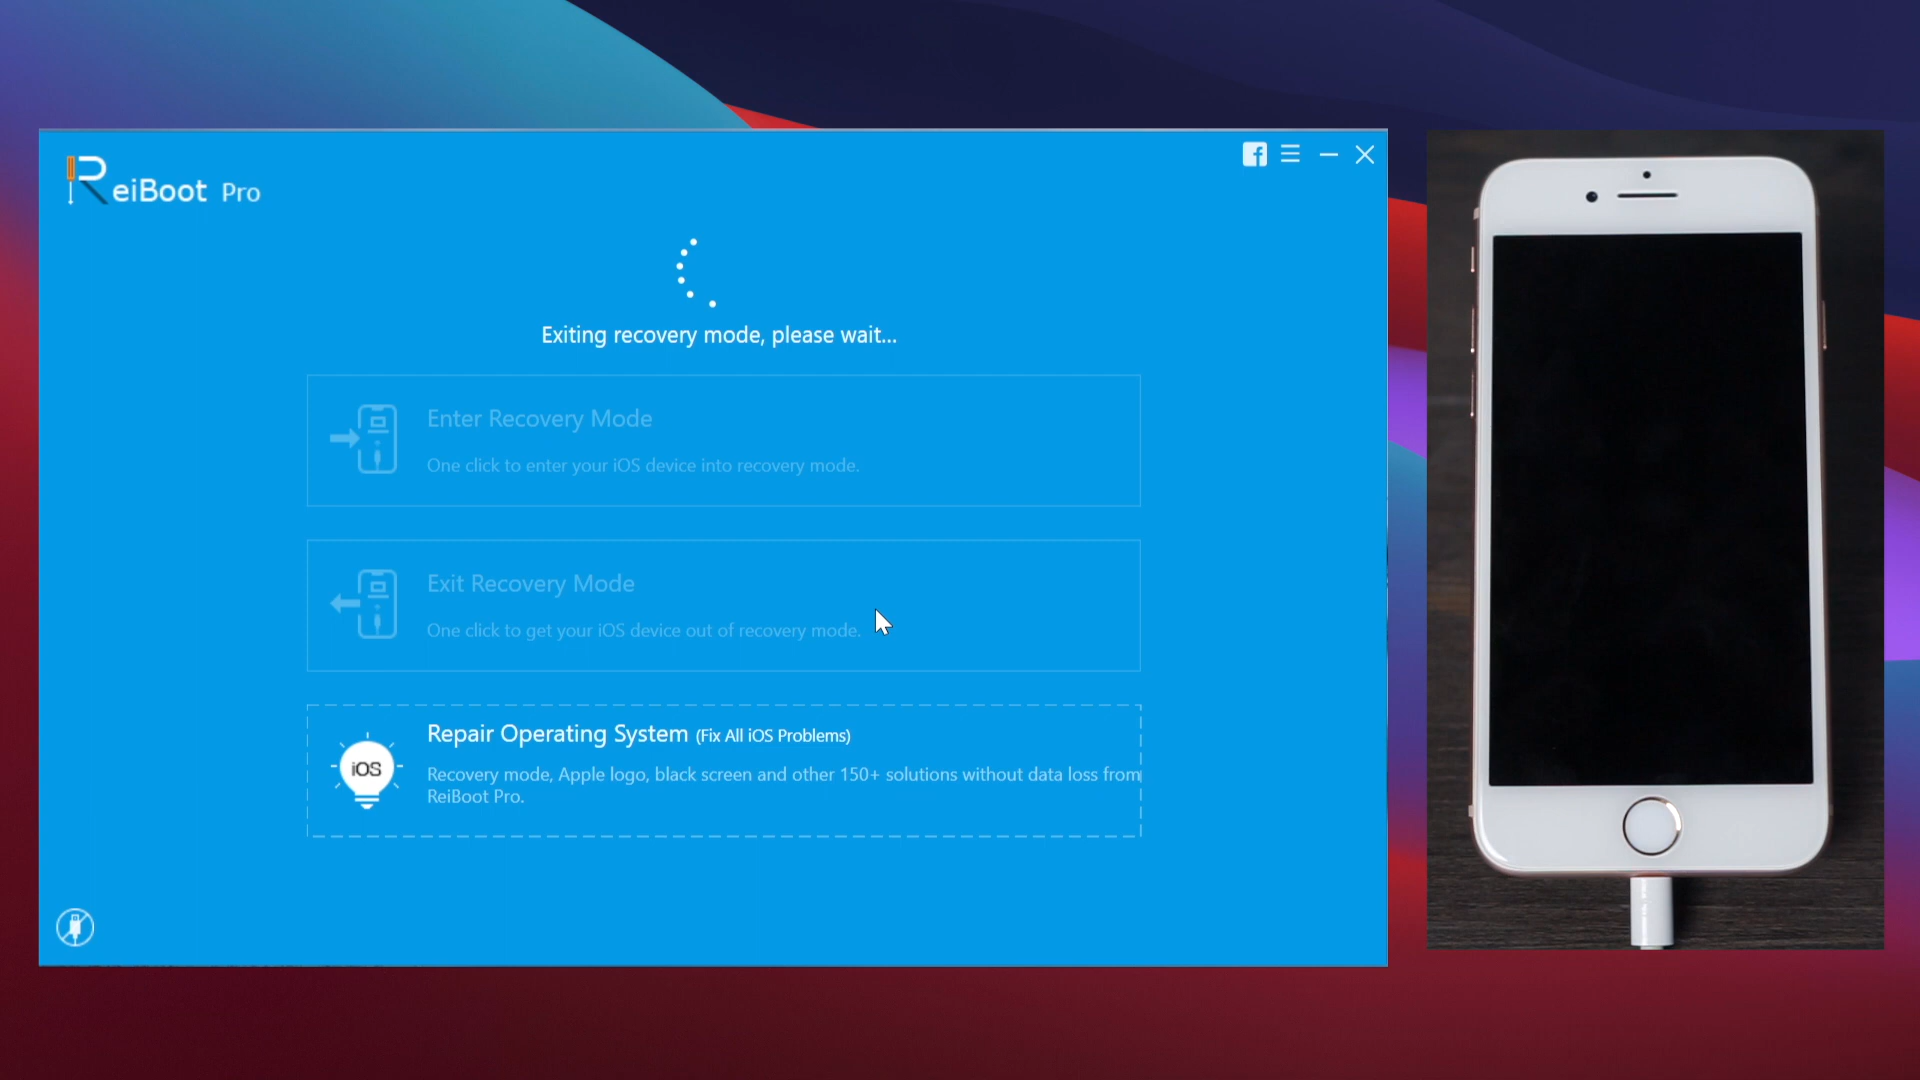 ReiBoot Pro
Exiting recovery mode, please wait...
Enter Recovery Mode
One click to enter your iOS device into recovery mode.
Exit Recovery Mode
One click to get your iOS device out of recovery mode.
iOS
Repair Operating System (Fix All iOS Problems)
Recovery mode, Apple logo, black screen and other 150+ solutions without data loss from
ReiBoot Pro.